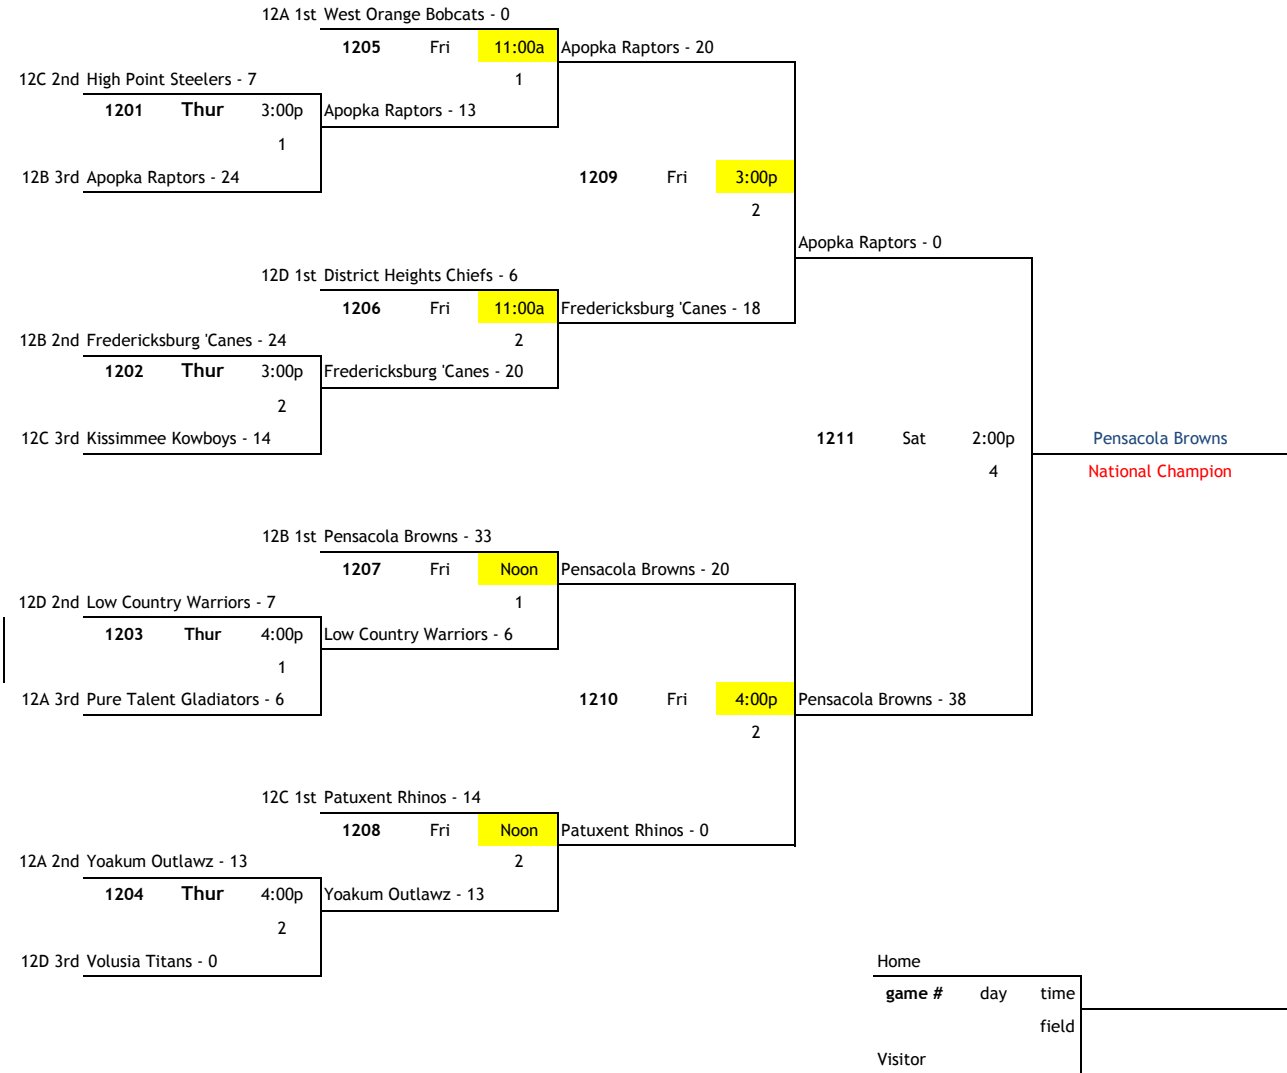 12A 1st West Orange Bobcats - 0
1205 Fri 11:00a Apopka Raptors - 20
12C 2nd High Point Steelers - 7 1
1201 Thur 3:00p Apopka Raptors - 13
1
12B 3rd Apopka Raptors - 24 1209 Fri 3:00p
2
Apopka Raptors - 0
12D 1st District Heights Chiefs - 6
1206 Fri 11:00a Fredericksburg 'Canes - 18
12B 2nd Fredericksburg 'Canes - 24 2
1202 Thur 3:00p Fredericksburg 'Canes - 20
2
12C 3rd Kissimmee Kowboys - 14 1211 Sat 2:00p Pensacola Browns
4 National Champion
12B 1st Pensacola Browns - 33
1207 Fri Noon Pensacola Browns - 20
12D 2nd Low Country Warriors - 7 1
1203 Thur 4:00p Low Country Warriors - 6
1
12A 3rd Pure Talent Gladiators - 6 1210 Fri 4:00p Pensacola Browns - 38
2
12C 1st Patuxent Rhinos - 14
1208 Fri Noon Patuxent Rhinos - 0
12A 2nd Yoakum Outlawz - 13 2
1204 Thur 4:00p Yoakum Outlawz - 13
2
12D 3rd Volusia Titans - 0 Home
game # day time
field
Visitor